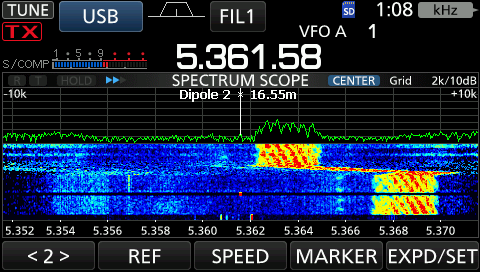 TUNE USB FIL1 SD 1:08 kHz
TX VFO A 1
S/COMP 1 5 9 5.361.58
R T HOLD SPECTRUM SCOPE CENTER Grid 2k/10dB
-10k Dipole 2 × 16.55m +10k
5.352 5.354 5.356 5.358 5.360 5.362 5.364 5.366 5.368 5.370
< 2 > REF SPEED MARKER EXPD/SET